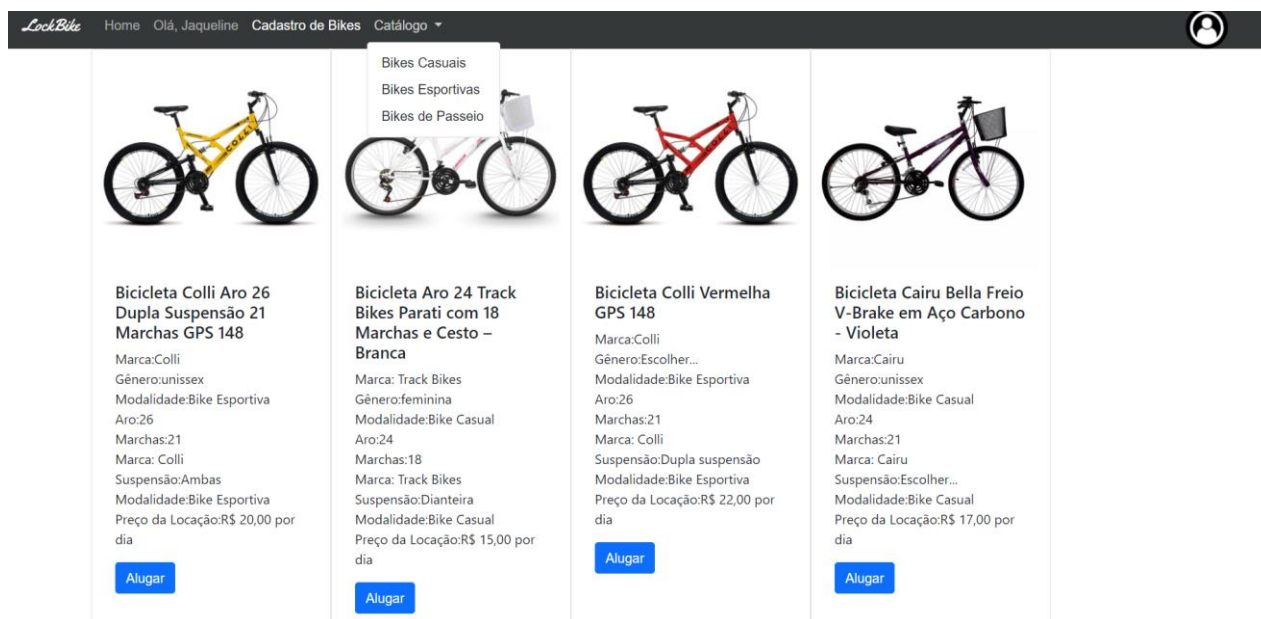 LockBike Home Olá, Jaqueline Cadastro de Bikes Catálogo
Bikes Casuais
Bikes Esportivas
Bikes de Passeio
COLLI
COLLI
Bicicleta Colli Aro 26
Dupla Suspensão 21
Marchas GPS 148
Marca:Colli
Gênero:unissex
Modalidade:Bike Esportiva
Aro:26
Marchas:21
Marca: Colli
Suspensão:Ambas
Modalidade:Bike Esportiva
Preço da Locação:R$ 20,00 por
dia
Alugar
Bicicleta Aro 24 Track
Bikes Parati com 18
Marchas e Cesto –
Branca
Marca: Track Bikes
Gênero:feminina
Modalidade:Bike Casual
Aro:24
Marchas:18
Marca: Track Bikes
Suspensão:Dianteira
Modalidade:Bike Casual
Preço da Locação:R$ 15,00 por
dia
Alugar
Bicicleta Colli Vermelha
GPS 148
Marca:Colli
Gênero:Escolher...
Modalidade:Bike Esportiva
Aro:26
Marchas:21
Marca: Colli
Suspensão:Dupla suspensão
Modalidade:Bike Esportiva
Preço da Locação:R$ 22,00 por
dia
Alugar
Bicicleta Cairu Bella Freio
V-Brake em Aço Carbono
- Violeta
Marca:Cairu
Gênero:unissex
Modalidade:Bike Casual
Aro:24
Marchas:21
Marca: Cairu
Suspensão:Escolher...
Modalidade:Bike Casual
Preço da Locação:R$ 17,00 por
dia
Alugar